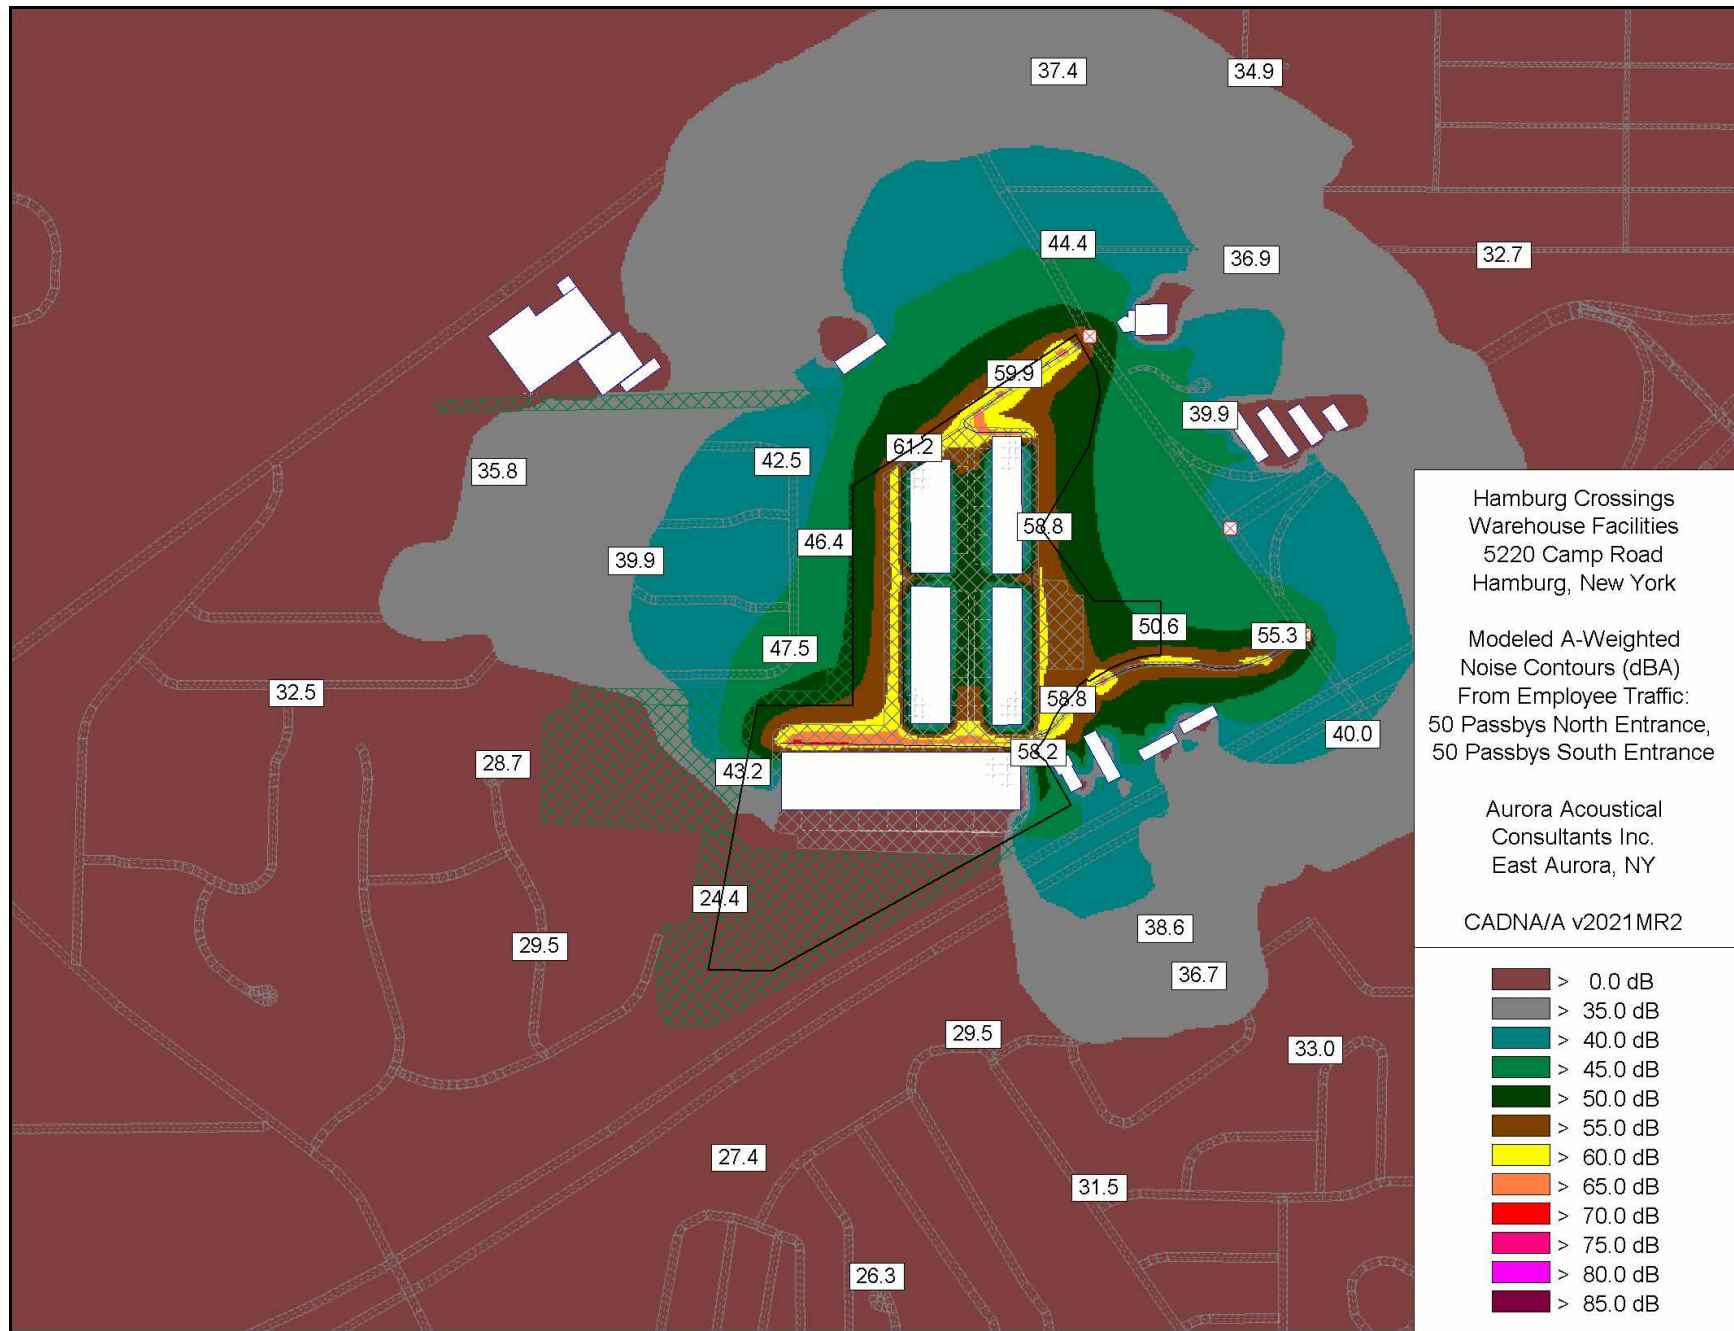 37.4
34.9
44.4
36.9
32.7
59.9
39.9
61.2
42.5
35.8
58.8
46.4
39.9
50.6
55.3
47.5
32.5
58.8
40.0
58.2
28.7
43.2
24.4
38.6
29.5
36.7
29.5
33.0
27.4
31.5
26.3
Hamburg Crossings
Warehouse Facilities
5220 Camp Road
Hamburg, New York
Modeled A-Weighted
Noise Contours (dBA)
From Employee Traffic:
50 Passbys North Entrance,
50 Passbys South Entrance
Aurora Acoustical
Consultants Inc.
East Aurora, NY
CADNA/A v2021MR2
> 0.0 dB
> 35.0 dB
> 40.0 dB
> 45.0 dB
> 50.0 dB
> 55.0 dB
> 60.0 dB
> 65.0 dB
> 70.0 dB
> 75.0 dB
> 80.0 dB
> 85.0 dB